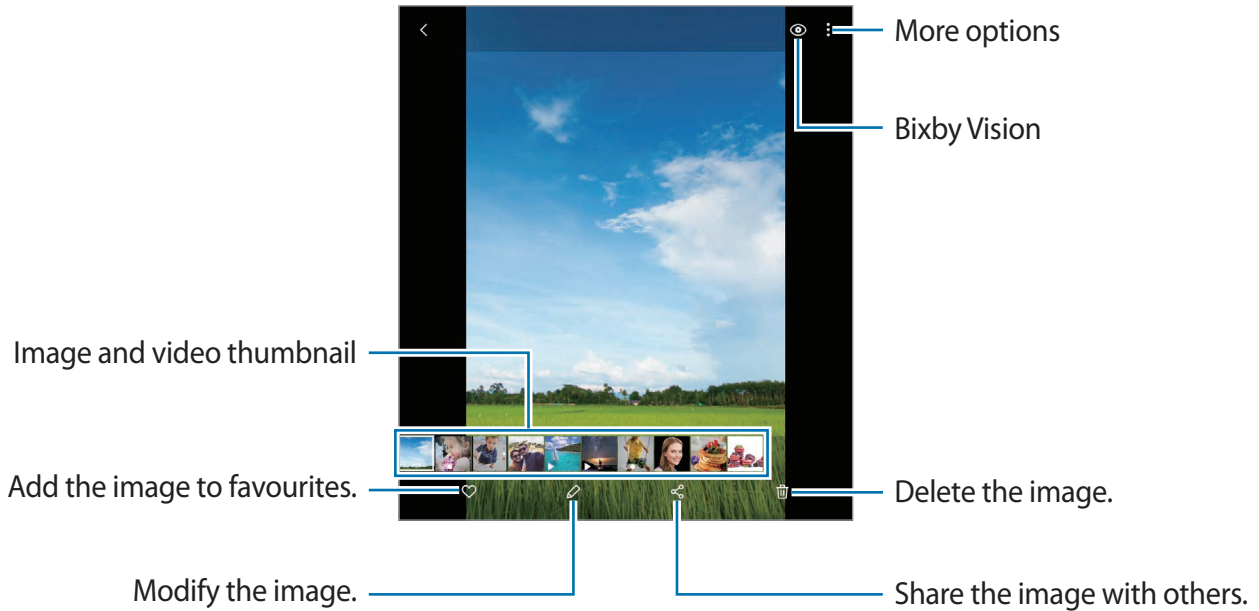 More options
Bixby Vision
Image and video thumbnail
Add the image to favourites.
Delete the image.
Modify the image.
Share the image with others.